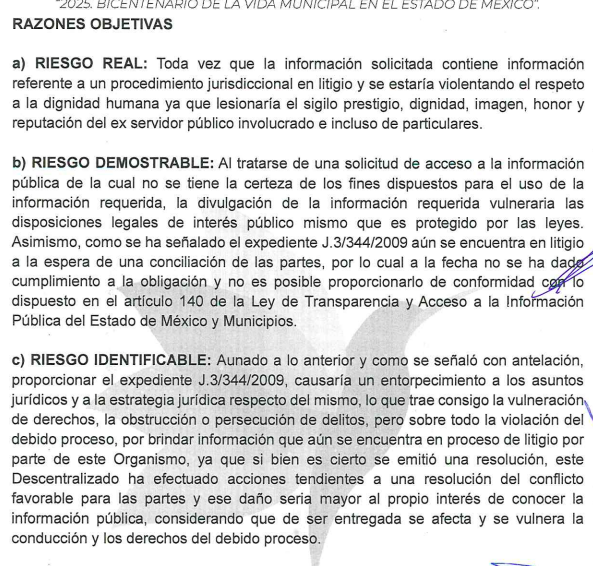 "2025. BICENTENARIO DE LA VIDA MUNICIPAL EN EL ESTADO DE MÉXICO".
RAZONES OBJETIVAS
a) RIESGO REAL: Toda vez que la información solicitada contiene información
referente a un procedimiento jurisdiccional en litigio y se estaría violentando el respeto
a la dignidad humana ya que lesionaría el sigilo prestigio, dignidad, imagen, honor y
reputación del ex servidor público involucrado e incluso de particulares.
b) RIESGO DEMOSTRABLE: Al tratarse de una solicitud de acceso a la información
pública de la cual no se tiene la certeza de los fines dispuestos para el uso de la
información requerida, la divulgación de la información requerida vulneraria las
disposiciones legales de interés público mismo que es protegido por las leyes.
Asimismo, como se ha señalado el expediente J.3/344/2009 aún se encuentra en litigio
a la espera de una conciliación de las partes, por lo cual a la fecha no se ha dado
cumplimiento a la obligación y no es posible proporcionarlo de conformidad con lo
dispuesto en el artículo 140 de la Ley de Transparencia y Acceso a la Información
Pública del Estado de México y Municipios.
c) RIESGO IDENTIFICABLE: Aunado a lo anterior y como se señaló con antelación,
proporcionar el expediente J.3/344/2009, causaría un entorpecimiento a los asuntos
jurídicos y a la estrategia jurídica respecto del mismo, lo que trae consigo la vulneración
de derechos, la obstrucción o persecución de delitos, pero sobre todo la violación del
debido proceso, por brindar información que aún se encuentra en proceso de litigio por
parte de este Organismo, ya que si bien es cierto se emitió una resolución, este
Descentralizado ha efectuado acciones tendientes a una resolución del conflicto
favorable para las partes y ese daño seria mayor al propio interés de conocer la
información pública, considerando que de ser entregada se afecta y se vulnera la
conducción y los derechos del debido proceso.